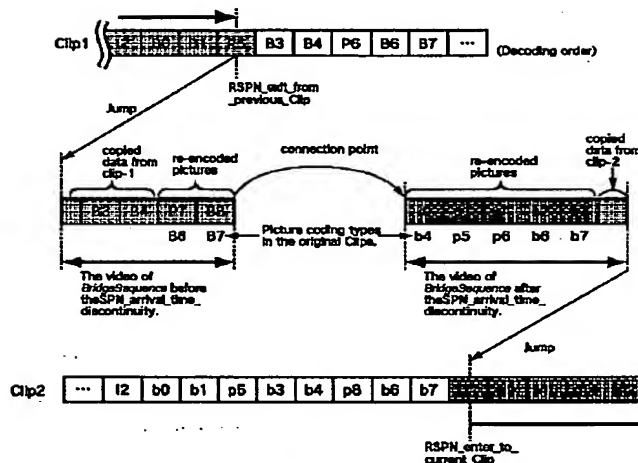 Clip1
B3 B4 P6 B6 B7 ...
(Decoding order)
RSPN_exit_from
_previous_Clip
Jump
copied
data from
clip-1
re-encoded
pictures
connection point
re-encoded
pictures
copied
data from
clip-2
B6 B7
Picture coding types
in the original Clips.
b4 p5 p6 b6 b7
The video of
BridgeSequence before
theSPN_arrival_time_
discontinuity.
The video of
BridgeSequence after
theSPN_arrival_time_
discontinuity.
Jump
Clip2
... I2 b0 b1 p5 b3 b4 p8 b6 b7
RSPN_enter_to_
current_Clip